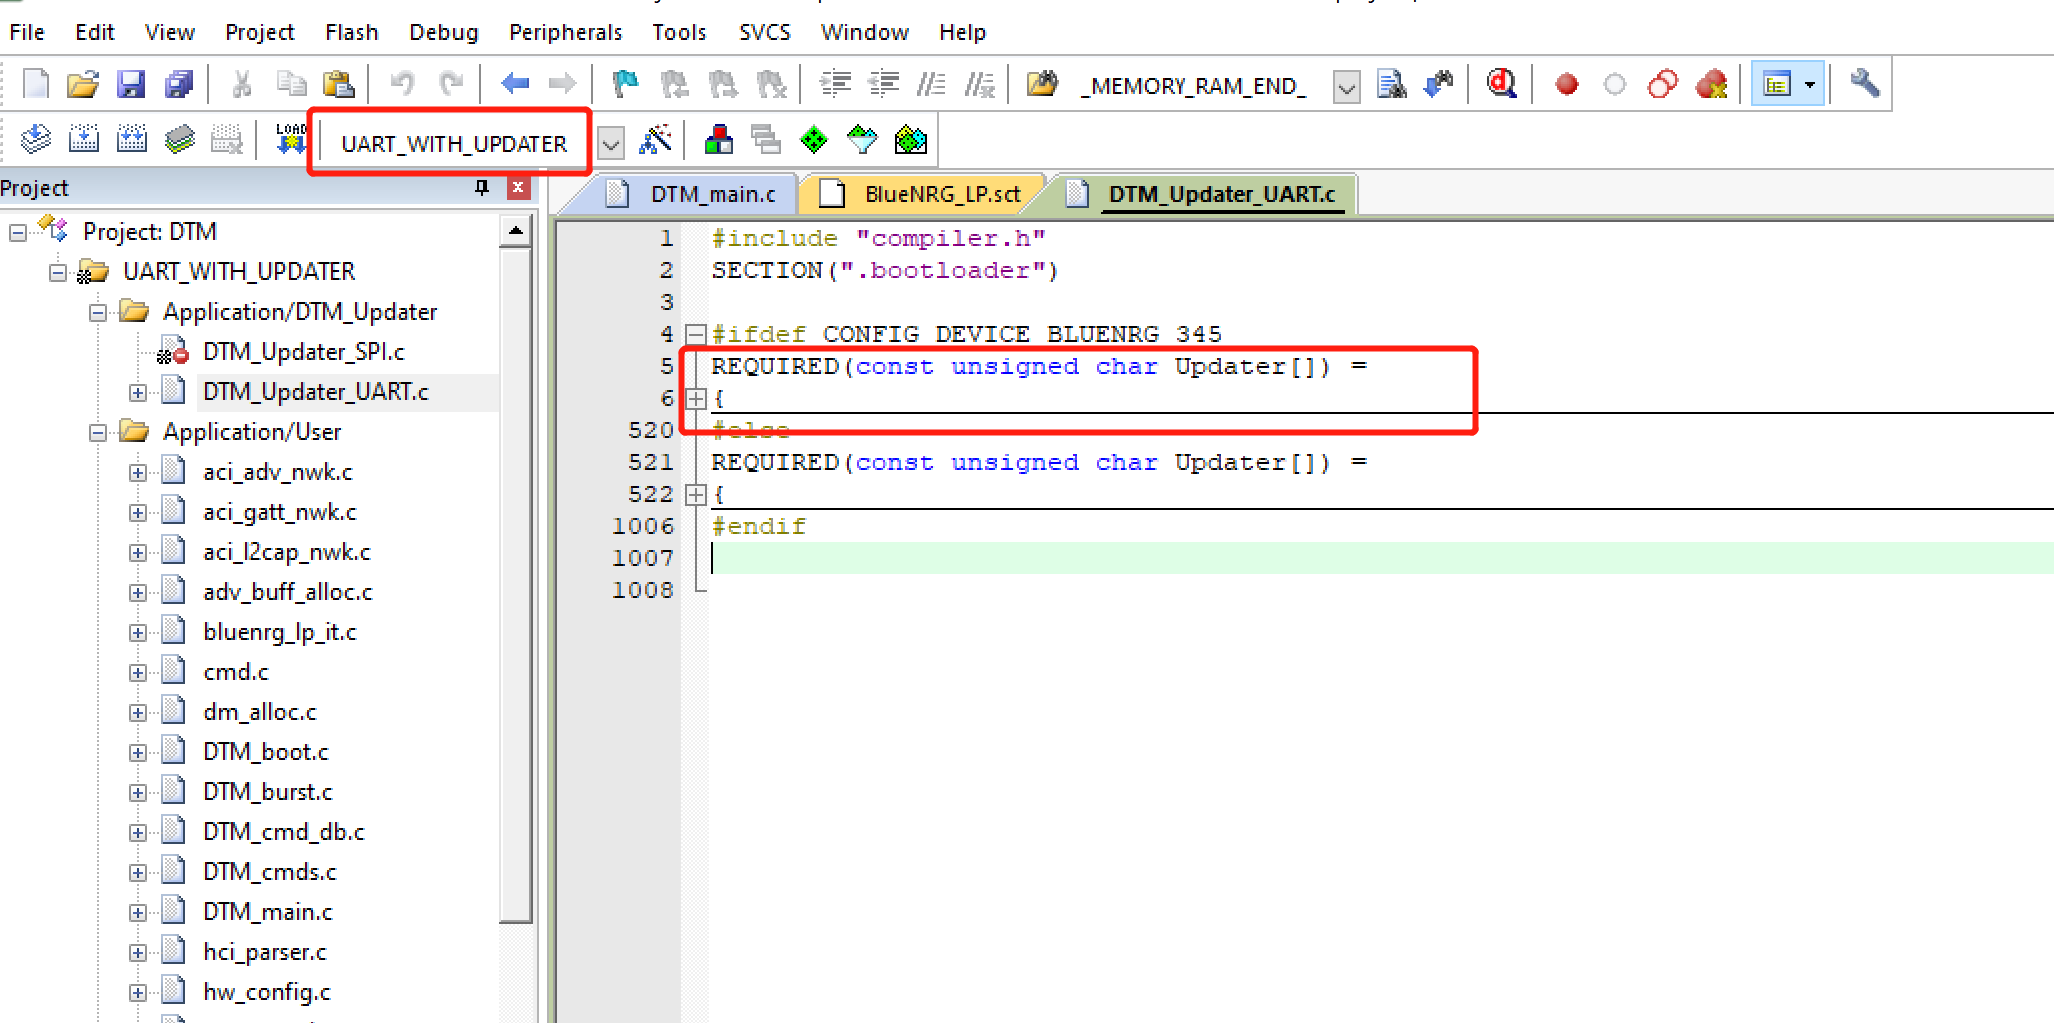 File Edit View Project Flash Debug Peripherals Tools SVCS Window Help
_MEMORY_RAM_END_
LOAD UART_WITH_UPDATER
Project
DTM_main.c BlueNRG_LP.sct DTM_Updater_UART.c
Project: DTM
UART_WITH_UPDATER
Application/DTM_Updater
DTM_Updater_SPI.c
DTM_Updater_UART.c
Application/User
aci_adv_nwk.c
aci_gatt_nwk.c
aci_l2cap_nwk.c
adv_buff_alloc.c
bluenrg_lp_it.c
cmd.c
dm_alloc.c
DTM_boot.c
DTM_burst.c
DTM_cmd_db.c
DTM_cmds.c
DTM_main.c
hci_parser.c
hw_config.c
1 #include "compiler.h"
2 SECTION(".bootloader")
3
4 #ifdef CONFIG_DEVICE_BLUENRG_345
5 REQUIRED(const unsigned char Updater[]) =
6 {
520 #else
521 REQUIRED(const unsigned char Updater[]) =
522 {
1006 #endif
1007
1008